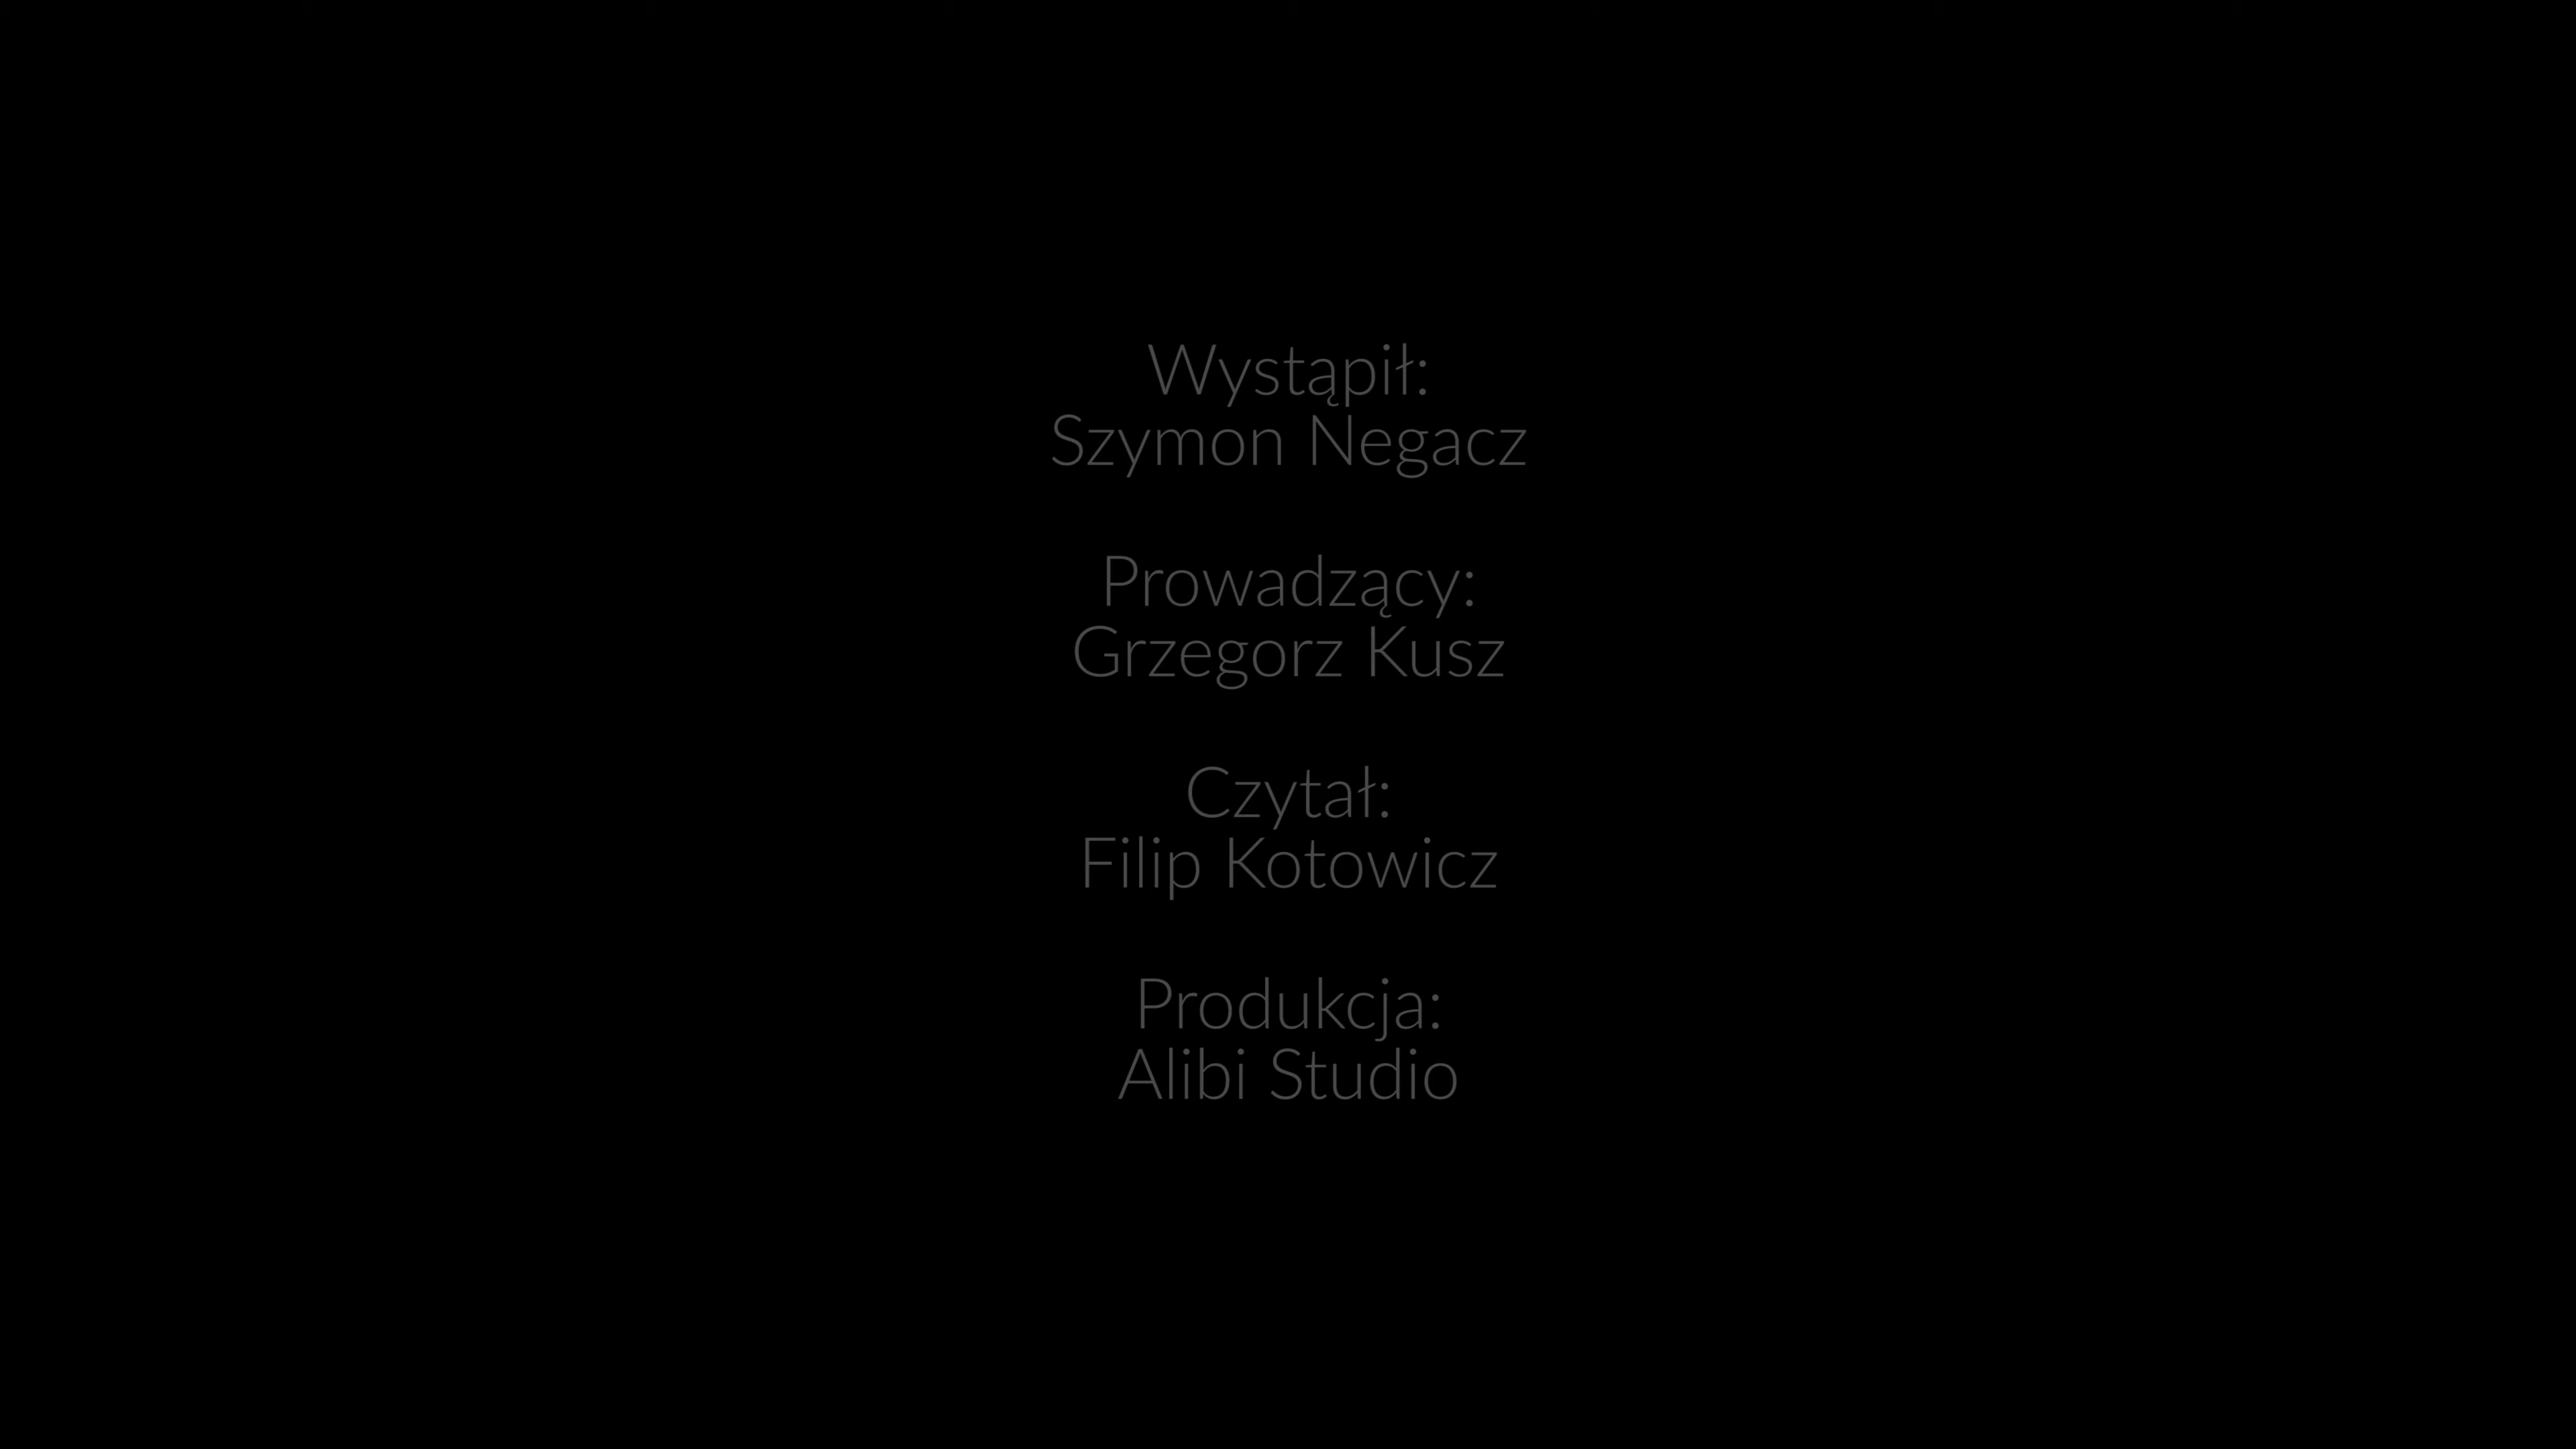 Wystąpił:
Szymon Negacz
Prowadzący:
Grzegorz Kusz
Czytał:
Filip Kotowicz
Produkcja:
Alibi Studio